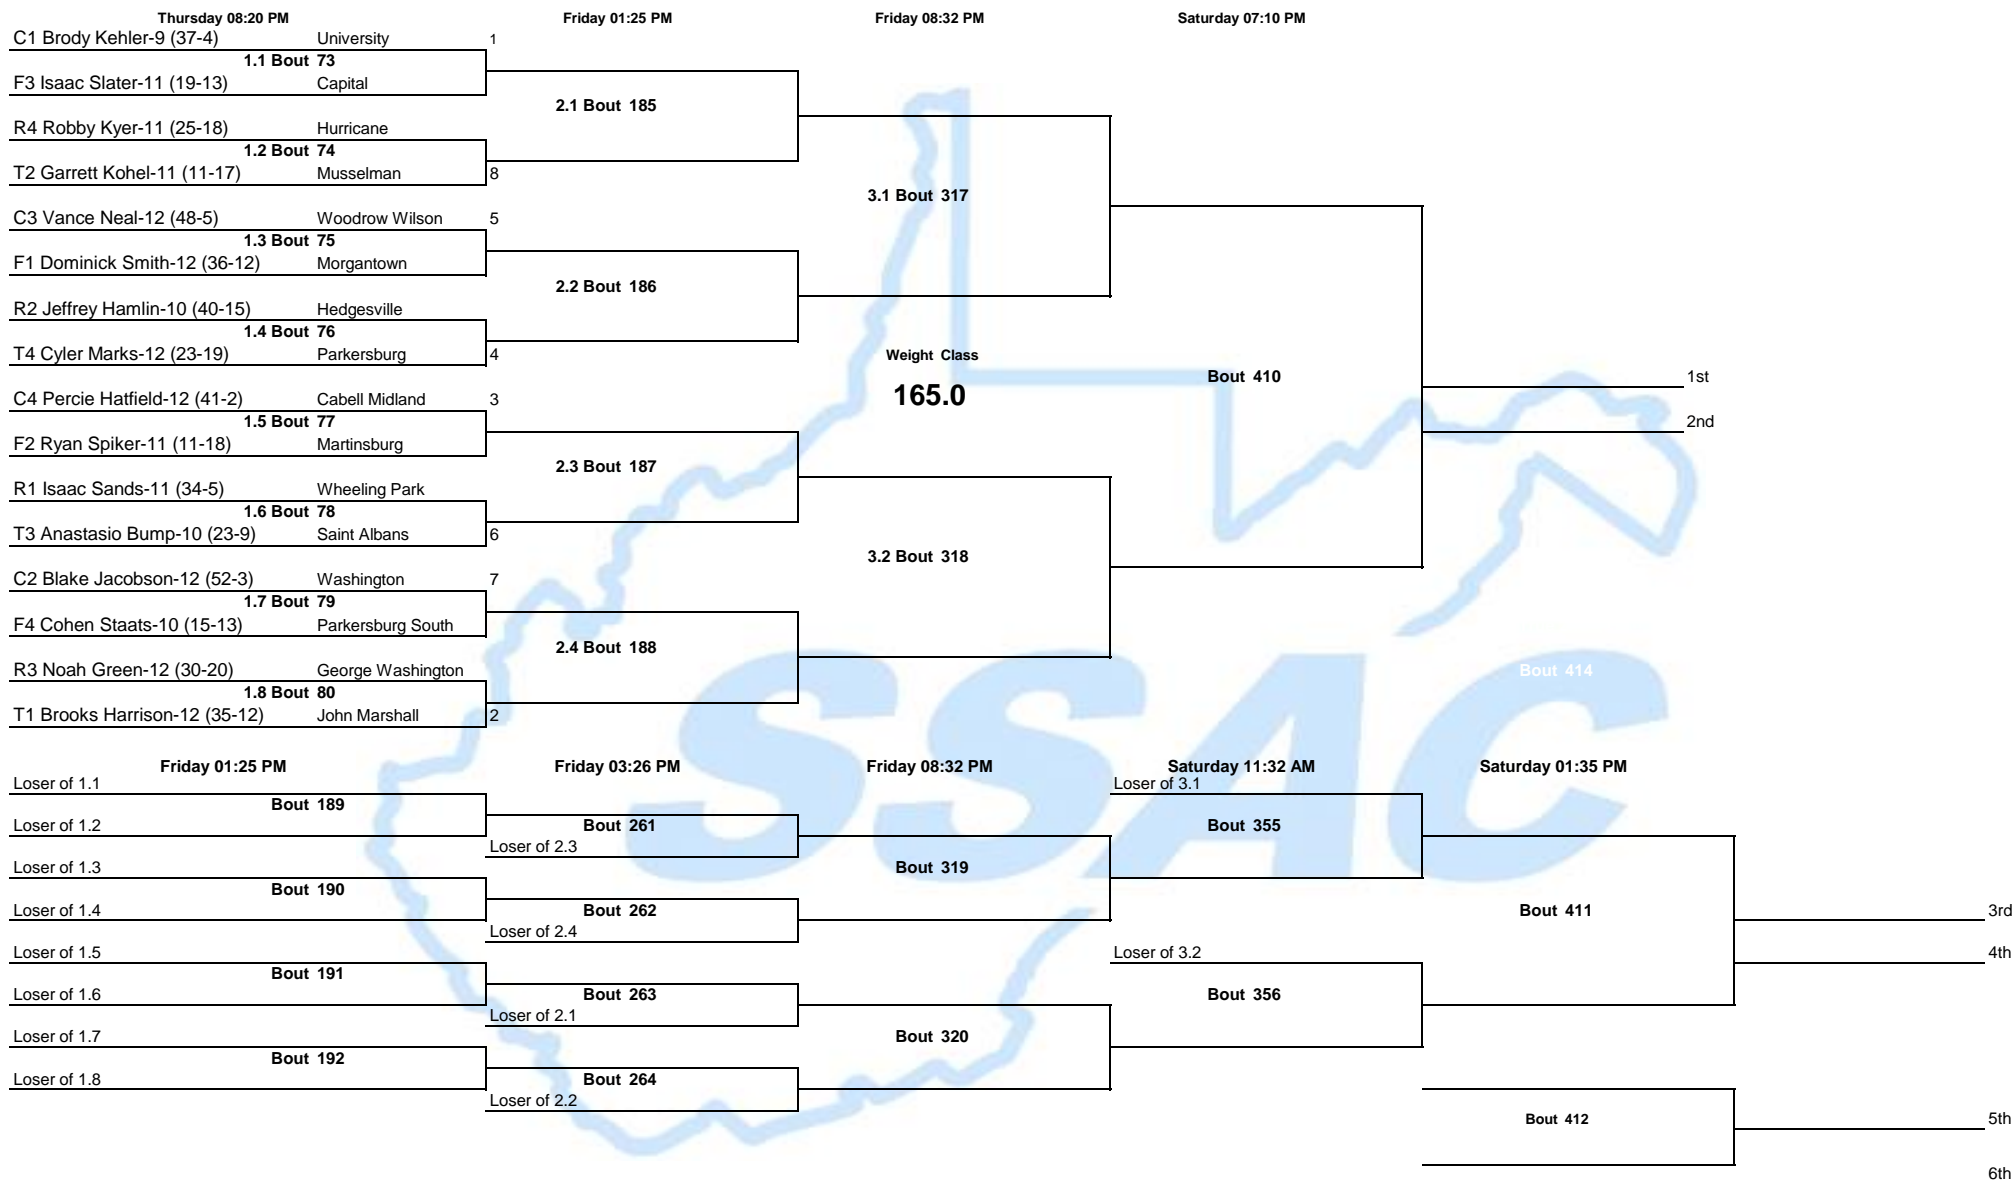 Thursday 08:20 PM Friday 01:25 PM Friday 08:32 PM Saturday 07:10 PM
C1 Brody Kehler-9 (37-4) University 1
1.1 Bout 73
F3 Isaac Slater-11 (19-13) Capital
2.1 Bout 185
R4 Robby Kyer-11 (25-18) Hurricane
1.2 Bout 74
T2 Garrett Kohel-11 (11-17) Musselman 8
3.1 Bout 317
C3 Vance Neal-12 (48-5) Woodrow Wilson 5
1.3 Bout 75
F1 Dominick Smith-12 (36-12) Morgantown
2.2 Bout 186
R2 Jeffrey Hamlin-10 (40-15) Hedgesville
1.4 Bout 76
T4 Cyler Marks-12 (23-19) Parkersburg 4
Weight Class
165.0
Bout 410
1st
2nd
C4 Percie Hatfield-12 (41-2) Cabell Midland 3
1.5 Bout 77
F2 Ryan Spiker-11 (11-18) Martinsburg
2.3 Bout 187
R1 Isaac Sands-11 (34-5) Wheeling Park
1.6 Bout 78
T3 Anastasio Bump-10 (23-9) Saint Albans 6
3.2 Bout 318
C2 Blake Jacobson-12 (52-3) Washington 7
1.7 Bout 79
F4 Cohen Staats-10 (15-13) Parkersburg South
2.4 Bout 188
R3 Noah Green-12 (30-20) George Washington
1.8 Bout 80
T1 Brooks Harrison-12 (35-12) John Marshall 2
Bout 414
SSAC
Friday 01:25 PM Friday 03:26 PM Friday 08:32 PM Saturday 11:32 AM Saturday 01:35 PM
Loser of 1.1 Loser of 3.1
Bout 189
Loser of 1.2 Bout 261 Bout 355
Loser of 2.3
Loser of 1.3 Bout 319
Bout 190
Loser of 1.4 Bout 262 Bout 411 3rd
Loser of 2.4
Loser of 1.5 Loser of 3.2 4th
Bout 191
Loser of 1.6 Bout 263 Bout 356
Loser of 2.1
Loser of 1.7 Bout 320
Bout 192
Loser of 1.8 Bout 264
Loser of 2.2
Bout 412 5th
6th